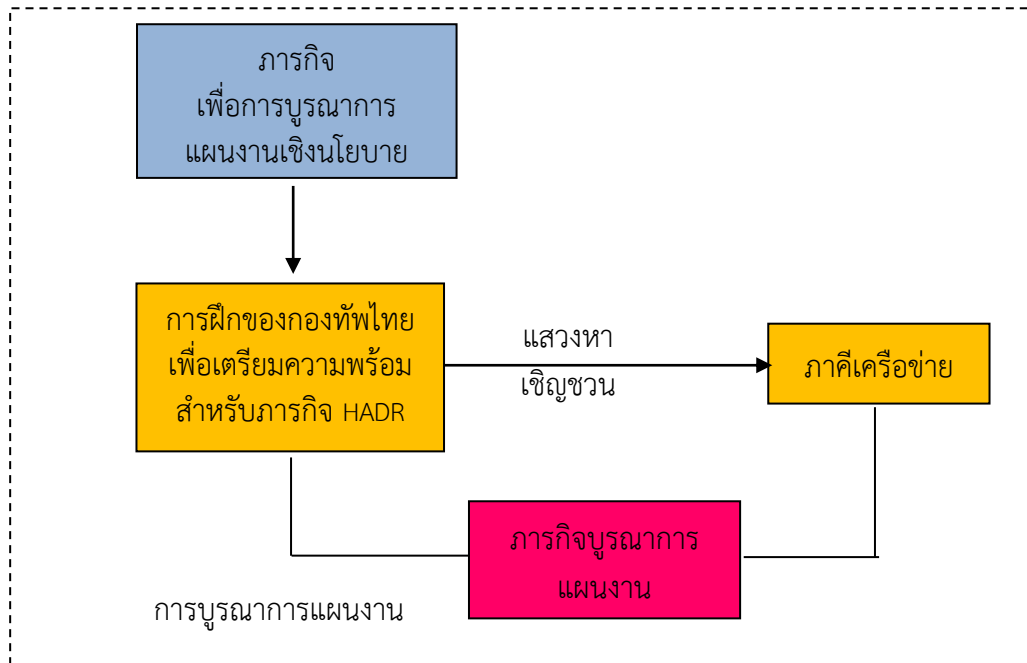 ภารกิจ
เพื่อการบูรณาการ
แผนงานเชิงนโยบาย
การฝึกของกองทัพไทย
เพื่อเตรียมความพร้อม
สำหรับภารกิจ HADR
แสวงหา
เชิญชวน
ภาคีเครือข่าย
ภารกิจบูรณาการ
แผนงาน
การบูรณาการแผนงาน